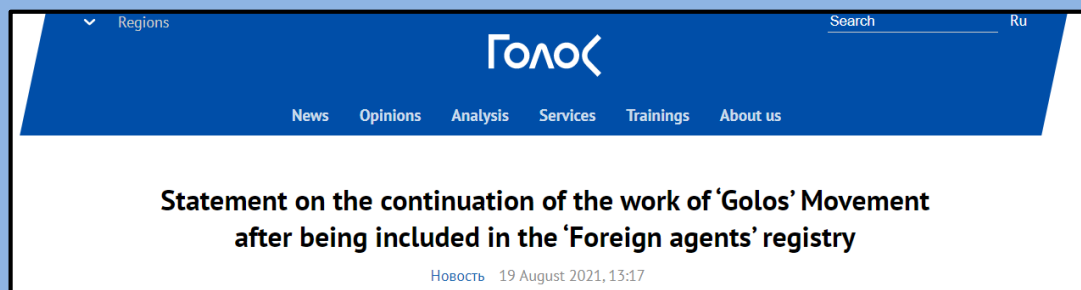 Regions
Search
Ru
Голос
News Opinions Analysis Services Trainings About us
Statement on the continuation of the work of ‘Golos’ Movement
after being included in the ‘Foreign agents’ registry
Новость 19 August 2021, 13:17